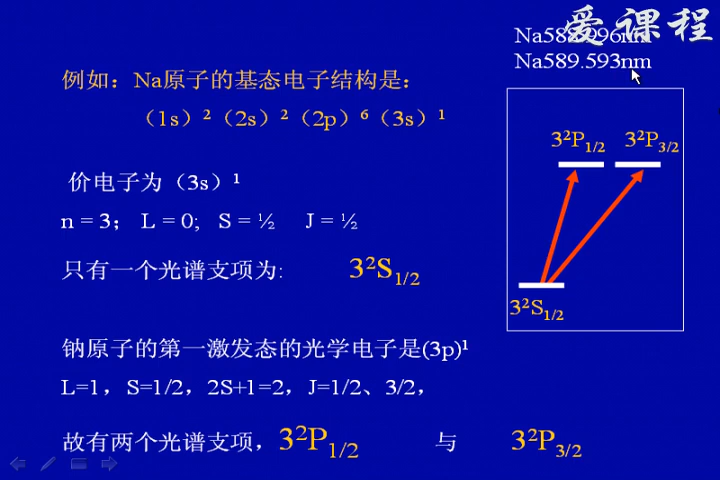 爱课程
Na588.996nm
Na589.593nm
例如：Na原子的基态电子结构是：
（1s）²（2s）²（2p）⁶（3s）¹
3²P1/2 3²P3/2
价电子为（3s）¹
n = 3； L = 0； S = ½ J = ½
只有一个光谱支项为: 3²S1/2
3²S1/2
钠原子的第一激发态的光学电子是(3p)¹
L=1，S=1/2，2S+1=2，J=1/2、3/2，
故有两个光谱支项，3²P1/2 与 3²P3/2